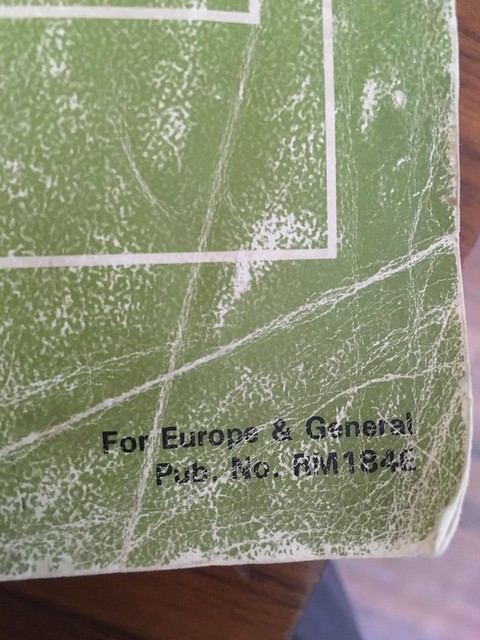 For Europe & General
Pub. No. RM184E